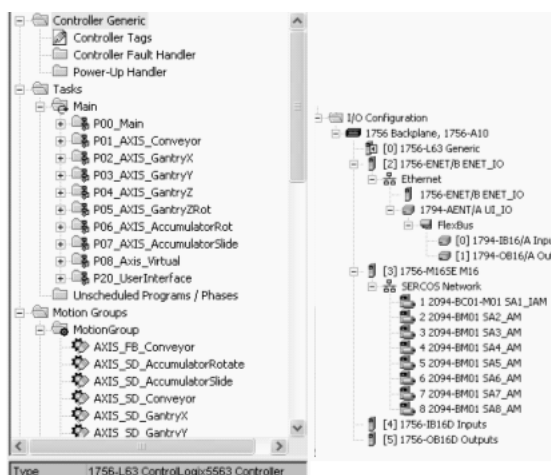 Controller Generic
Controller Tags
Controller Fault Handler
Power-Up Handler
Tasks
Main
P00_Main
P01_AXIS_Conveyor
P02_AXIS_GantryX
P03_AXIS_GantryY
P04_AXIS_GantryZ
P05_AXIS_GantryZRot
P06_AXIS_AccumulatorRot
P07_AXIS_AccumulatorSlide
P08_Axis_Virtual
P20_UserInterface
Unscheduled Programs / Phases
Motion Groups
MotionGroup
AXIS_FB_Conveyor
AXIS_SD_AccumulatorRotate
AXIS_SD_AccumulatorSlide
AXIS_SD_Conveyor
AXIS_SD_GantryX
AXIS_SD_GantryY
Type 1756-L63 ControlLogix5563 Controller
I/O Configuration
1756 Backplane, 1756-A10
[0] 1756-L63 Generic
[2] 1756-ENET/B ENET_IO
Ethernet
1756-ENET/B ENET_IO
1794-AENT/A UI_IO
FlexBus
[0] 1794-IB16/A Inpu
[1] 1794-OB16/A Ou
[3] 1756-M16SE M16
SERCOS Network
1 2094-BC01-M01 SA1_IAM
2 2094-BM01 SA2_AM
3 2094-BM01 SA3_AM
4 2094-BM01 SA4_AM
5 2094-BM01 SA5_AM
6 2094-BM01 SA6_AM
7 2094-BM01 SA7_AM
8 2094-BM01 SA8_AM
[4] 1756-IB16D Inputs
[5] 1756-OB16D Outputs